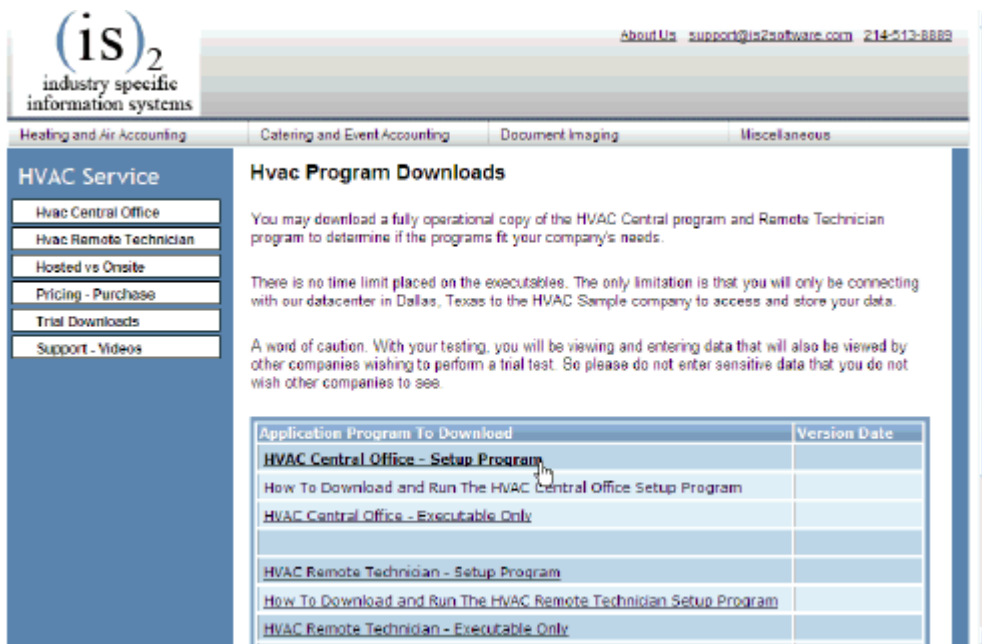 (is)2
industry specific
information systems
About Us support@is2software.com 214-513-8889
Heating and Air Accounting Catering and Event Accounting Document Imaging Miscellaneous
HVAC Service
Hvac Central Office
Hvac Remote Technician
Hosted vs Onsite
Pricing - Purchase
Trial Downloads
Support - Videos
Hvac Program Downloads
You may download a fully operational copy of the HVAC Central program and Remote Technician
program to determine if the programs fit your company's needs.
There is no time limit placed on the executables. The only limitation is that you will only be connecting
with our datacenter in Dallas, Texas to the HVAC Sample company to access and store your data.
A word of caution. With your testing, you will be viewing and entering data that will also be viewed by
other companies wishing to perform a trial test. So please do not enter sensitive data that you do not
wish other companies to see.
Application Program To Download Version Date
HVAC Central Office - Setup Program
How To Download and Run The HVAC Central Office Setup Program
HVAC Central Office - Executable Only
HVAC Remote Technician - Setup Program
How To Download and Run The HVAC Remote Technician Setup Program
HVAC Remote Technician - Executable Only